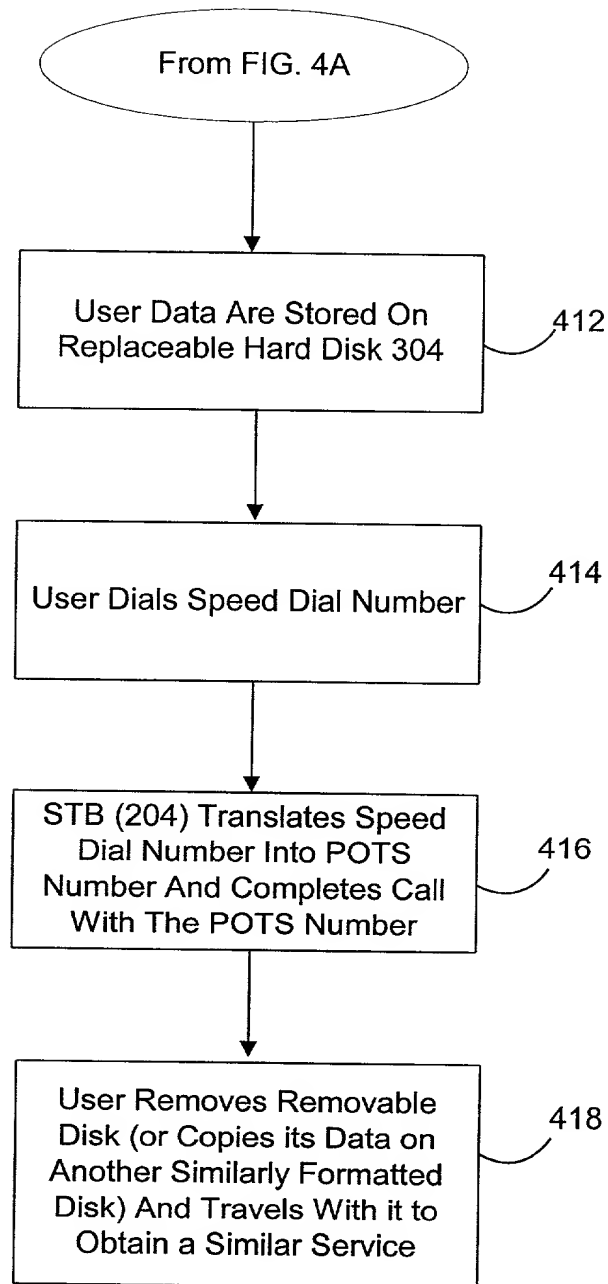 From FIG. 4A
User Data Are Stored On
Replaceable Hard Disk 304
412
User Dials Speed Dial Number
414
STB (204) Translates Speed
Dial Number Into POTS
Number And Completes Call
With The POTS Number
416
User Removes Removable
Disk (or Copies its Data on
Another Similarly Formatted
Disk) And Travels With it to
Obtain a Similar Service
418